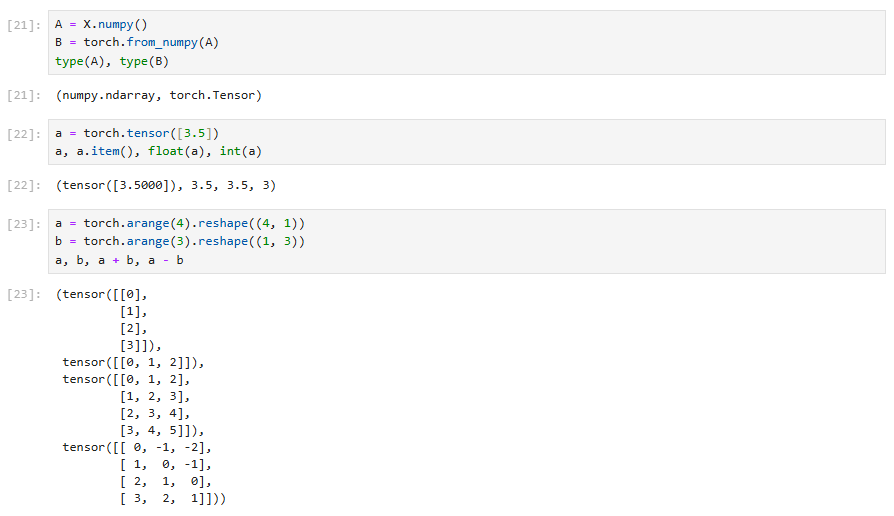 [21]: A = X.numpy()
B = torch.from_numpy(A)
type(A), type(B)
[21]: (numpy.ndarray, torch.Tensor)
[22]: a = torch.tensor([3.5])
a, a.item(), float(a), int(a)
[22]: (tensor([3.5000]), 3.5, 3.5, 3)
[23]: a = torch.arange(4).reshape((4, 1))
b = torch.arange(3).reshape((1, 3))
a, b, a + b, a - b
[23]: (tensor([[0],
[1],
[2],
[3]]),
tensor([[0, 1, 2]]),
tensor([[0, 1, 2],
[1, 2, 3],
[2, 3, 4],
[3, 4, 5]]),
tensor([[ 0, -1, -2],
[ 1,  0, -1],
[ 2,  1,  0],
[ 3,  2,  1]]))